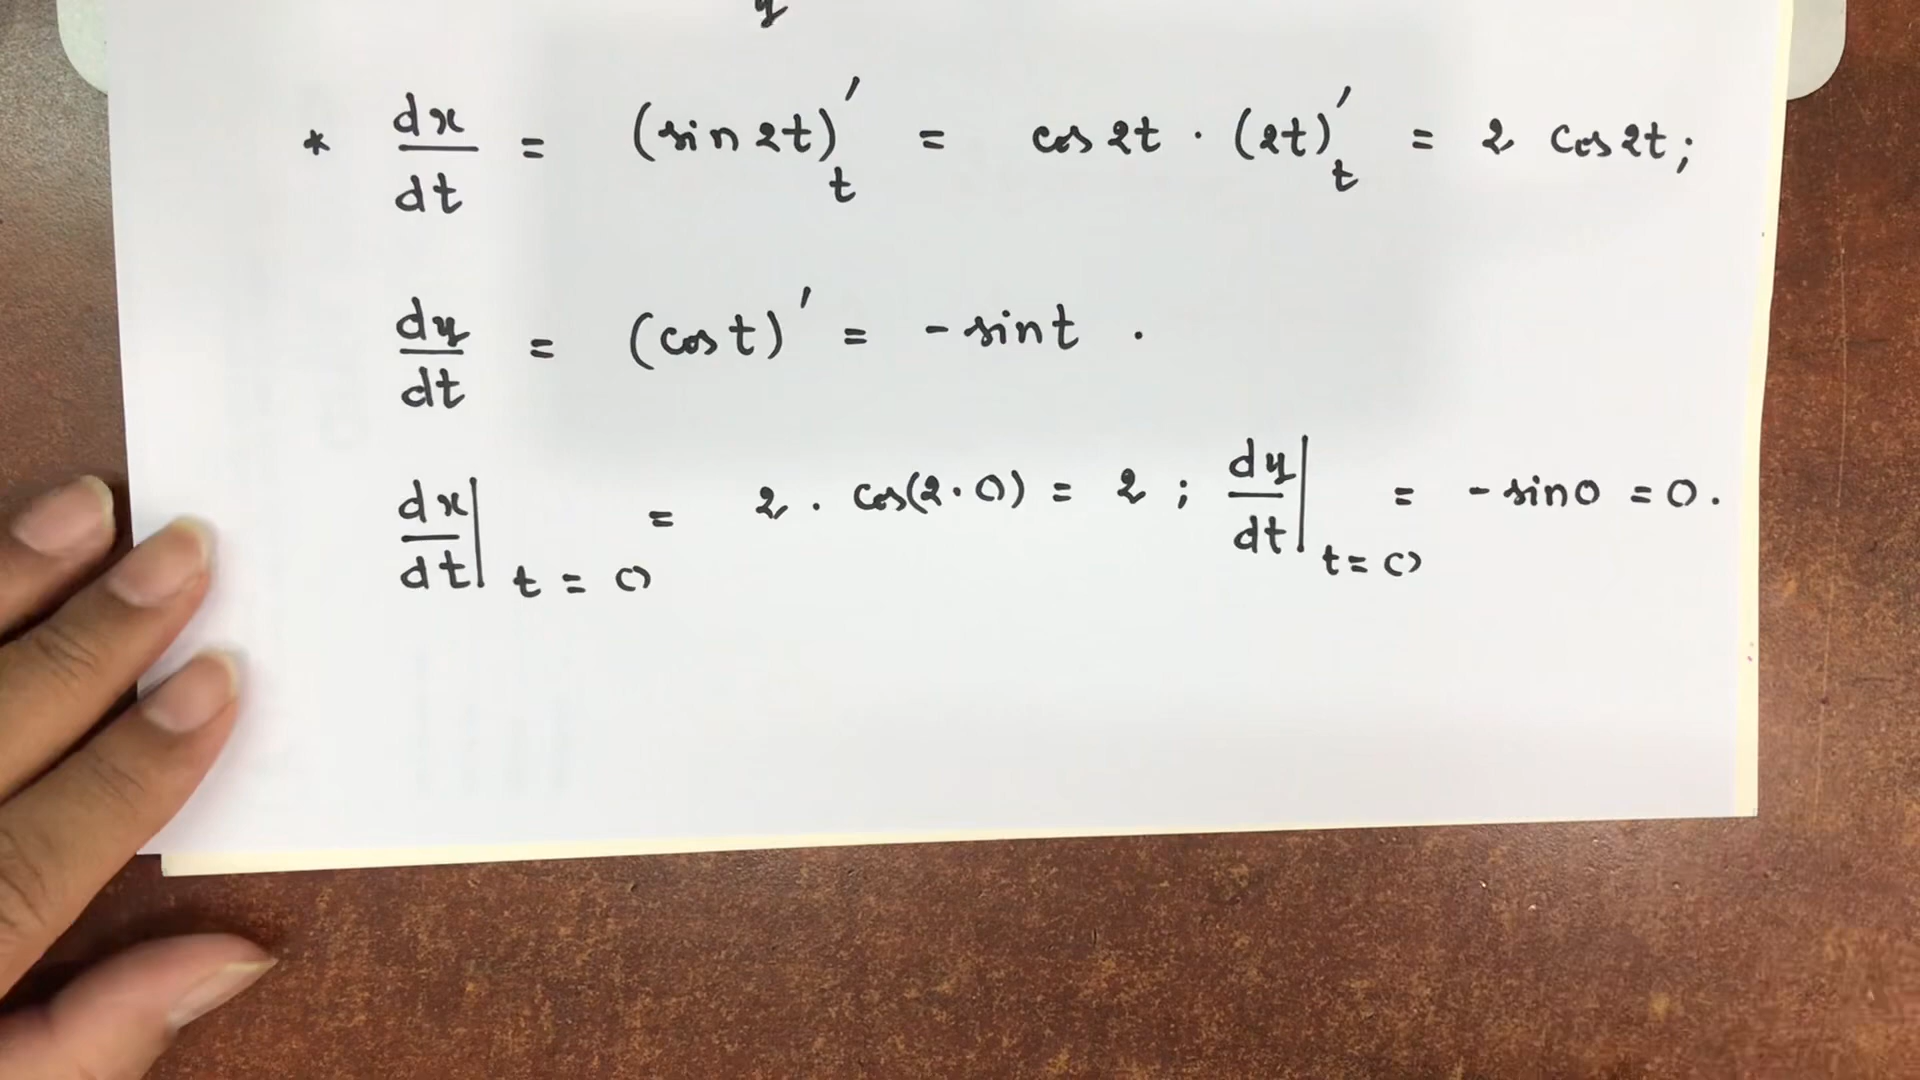 y
* dx/dt = (sin 2t)'_t = cos 2t · (2t)'_t = 2 cos 2t;
dy/dt = (cos t)' = - sin t .
dx/dt|_{t = 0} = 2 . cos(2 · 0) = 2 ; dy/dt|_{t = 0} = - sin 0 = 0 .